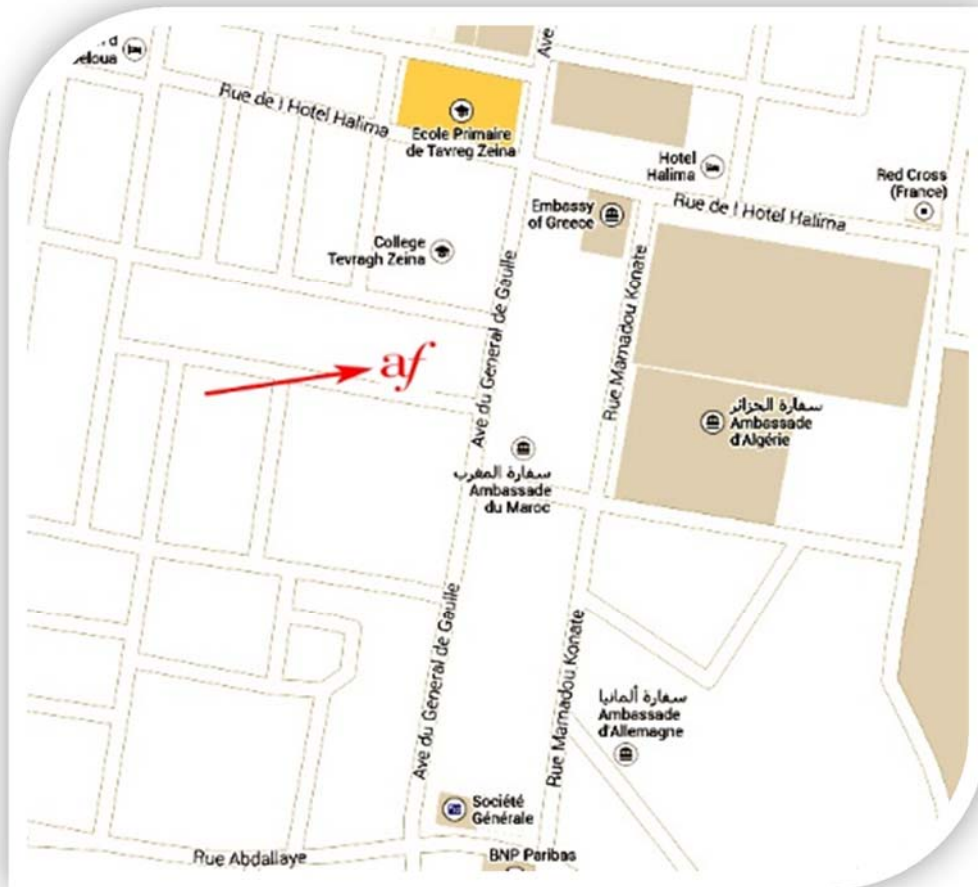 Ave
Rue de l Hotel Halima
Ecole Primaire
de Tavreg Zeina
Hotel
Halima
Red Cross
(France)
Embassy
of Greece
Rue de l Hotel Halima
College
Tevragh Zeina
Ave du General de Gaulle
Rue Mamadou Konate
af
سفارة الجزائر
Ambassade
d'Algérie
سفارة المغرب
Ambassade
du Maroc
Ave du General de Gaulle
Rue Mamadou Konate
سفارة ألمانيا
Ambassade
d'Allemagne
Société
Générale
Rue Abdallaye
BNP Paribas